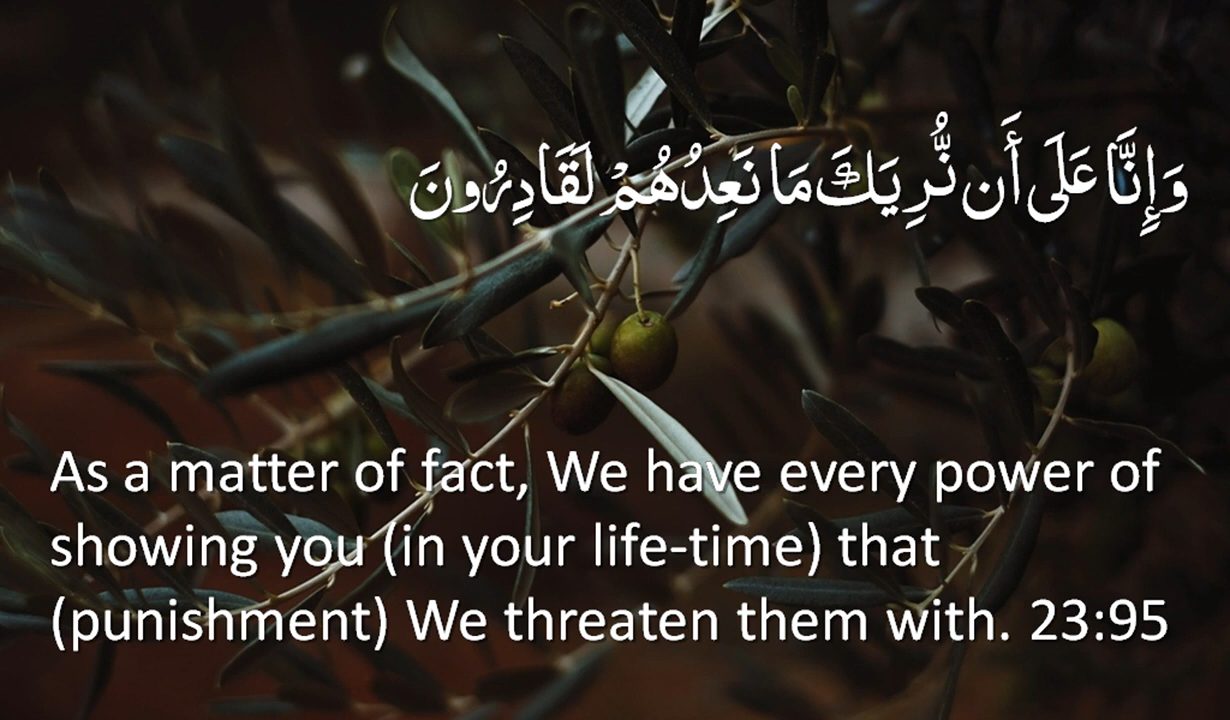 وَإِنَّا عَلَى أَن نُّرِيَكَ مَا نَعِدُهُمْ لَقَادِرُونَ
As a matter of fact, We have every power of
showing you (in your life-time) that
(punishment) We threaten them with. 23:95